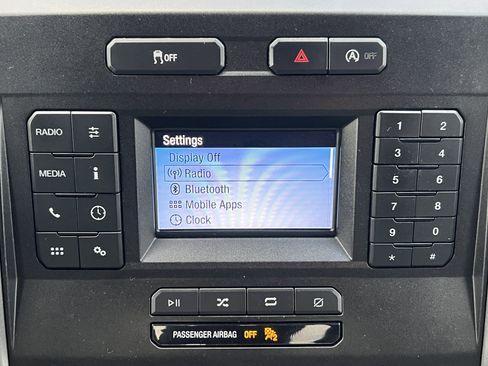 OFF
A OFF
RADIO
MEDIA i
Settings
Display Off
Radio
Bluetooth
Mobile Apps
Clock
1 2
3 4
5 6
7 8
9 0
* #
PASSENGER AIRBAG OFF 2